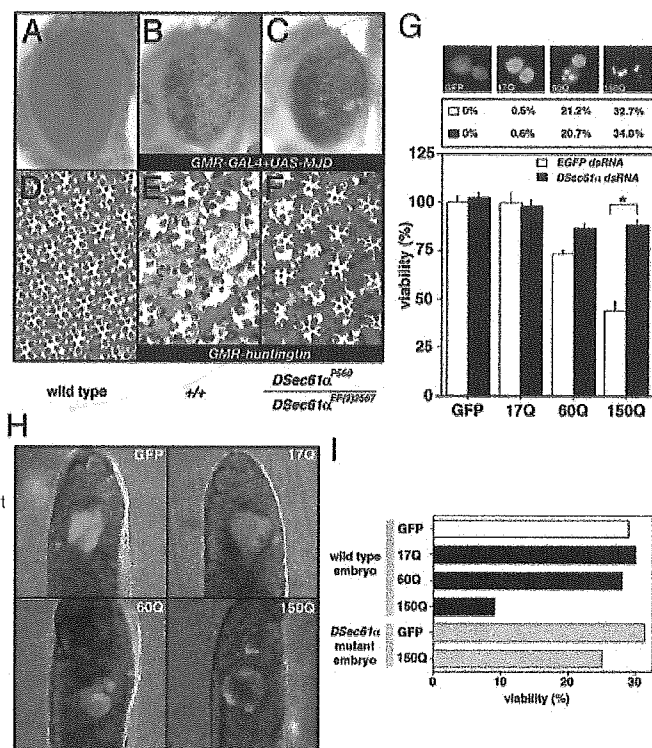 A B C
GMR-GAL4+UAS-MJD
D E F
GMR-huntingtin
wild type +/+ DSec61α^P560
DSec61α^EP(2)2567
G
GFP 17Q 60Q 150Q
0% 0.5% 21.2% 32.7%
0% 0.6% 20.7% 34.0%
EGFP dsRNA
DSec61α dsRNA
*
125
100
75
50
25
0
viability (%)
GFP 17Q 60Q 150Q
H
GFP 17Q
60Q 150Q
t
I
wild type
embryo
GFP
17Q
60Q
150Q
DSec61α
mutant
embryo
GFP
150Q
0 10 20 30
viability (%)